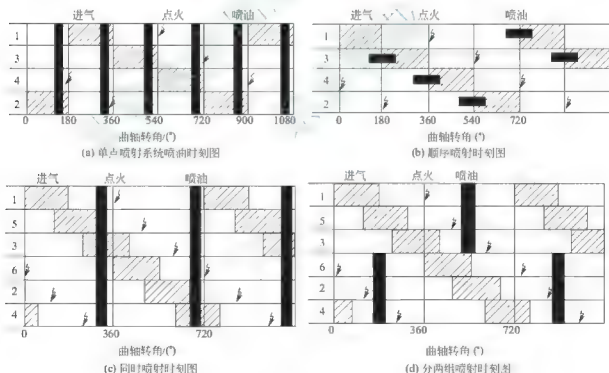 进气 点火 喷油
1
3
4
2
0 180 360 540 720 900 1080
曲轴转角/(°)
(a) 单点喷射系统喷油时刻图
进气 点火 喷油
1
3
4
2
0 180 360 540 720
曲轴转角(°)
(b) 顺序喷射时刻图
进气 点火 喷油
1
5
3
6
2
4
0 360 720
曲轴转角/(°)
(c) 同时喷射时刻图
进气 点火 喷油
1
5
3
6
2
4
0 360 720
曲轴转角(°)
(d) 分两组喷射时刻图